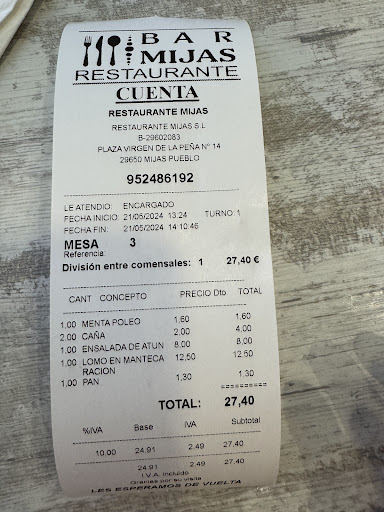 BAR
MIJAS
RESTAURANTE
CUENTA
RESTAURANTE MIJAS
RESTAURANTE MIJAS S L
B-29602083
PLAZA VIRGEN DE LA PEÑA Nº 14
29650 MIJAS PUEBLO
952486192
LE ATENDIO: ENCARGADO
FECHA INICIO: 21/05/2024 13:24 TURNO: 1
FECHA FIN: 21/05/2024 14:10:46
MESA 3
Referencia:
División entre comensales: 1 27,40 €
CANT CONCEPTO PRECIO Dto TOTAL
1.00 MENTA POLEO 1,60 1.60
2.00 CAÑA 2,00 4.00
1.00 ENSALADA DE ATUN 8,00 8.00
1.00 LOMO EN MANTECA 12,50 12.50
RACION
1.00 PAN 1,30 1.30
==========
TOTAL: 27,40
%IVA Base IVA Subtotal
10.00 24.91 2.49 27,40
24.91 2.49 27,40
I.V.A. Incluido
Gracias por su visita
LES ESPERAMOS DE VUELTA